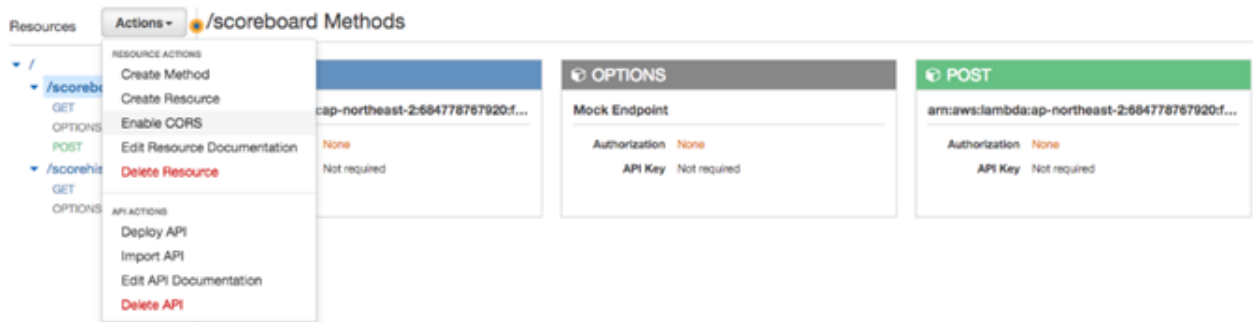 Resources
Actions
/scoreboard Methods
/
/scorebo
GET
OPTIONS
POST
/scorehis
GET
OPTIONS
RESOURCE ACTIONS
Create Method
Create Resource
Enable CORS
Edit Resource Documentation
Delete Resource
API ACTIONS
Deploy API
Import API
Edit API Documentation
Delete API
:ap-northeast-2:684778767920:f...
None
Not required
OPTIONS
Mock Endpoint
Authorization None
API Key Not required
POST
arn:aws:lambda:ap-northeast-2:684778767920:f...
Authorization None
API Key Not required